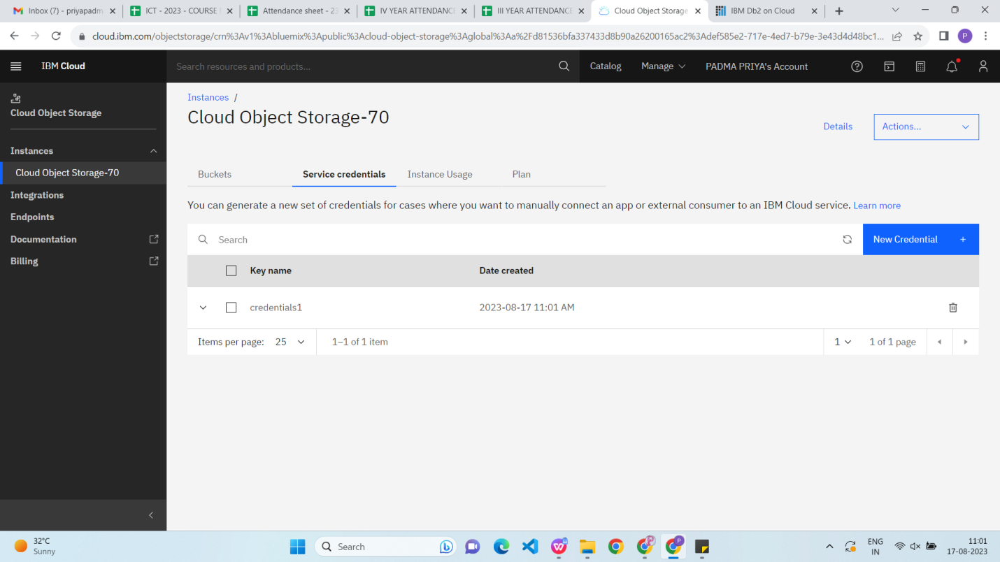 Inbox (7) - priyapadm
ICT - 2023 - COURSE
Attendance sheet - 23
IV YEAR ATTENDANCE
III YEAR ATTENDANCE
Cloud Object Storage
IBM Db2 on Cloud
cloud.ibm.com/objectstorage/crn%3Av1%3Abluemix%3Apublic%3Acloud-object-storage%3Aglobal%3Aa%2Fd81536bfa337433d8b90a26200165ac2%3Adef585e2-717e-4ed7-b79e-3e43d4d48bc1...
P
IBM Cloud
Search resources and products...
Catalog
Manage
PADMA PRIYA's Account
Cloud Object Storage
Instances
Cloud Object Storage-70
Integrations
Endpoints
Documentation
Billing
Instances /
Cloud Object Storage-70
Details
Actions...
Buckets
Service credentials
Instance Usage
Plan
You can generate a new set of credentials for cases where you want to manually connect an app or external consumer to an IBM Cloud service. Learn more
Search
New Credential +
Key name
Date created
credentials1
2023-08-17 11:01 AM
Items per page: 25
1–1 of 1 item
1
1 of 1 page
32°C
Sunny
Search
ENG
IN
11:01
17-08-2023